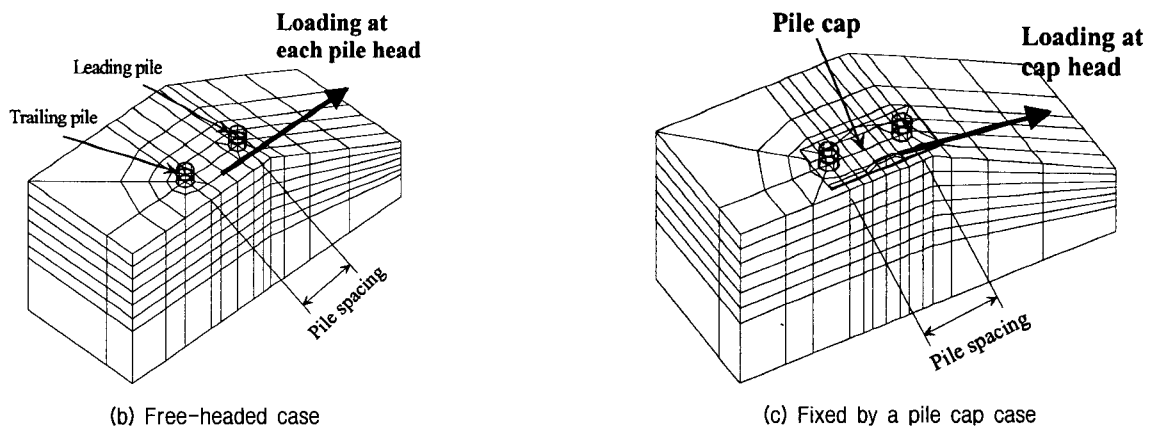 Loading at
each pile head
Leading pile
Trailing pile
Pile spacing
(b) Free-headed case
Pile cap
Loading at
cap head
Pile spacing
(c) Fixed by a pile cap case